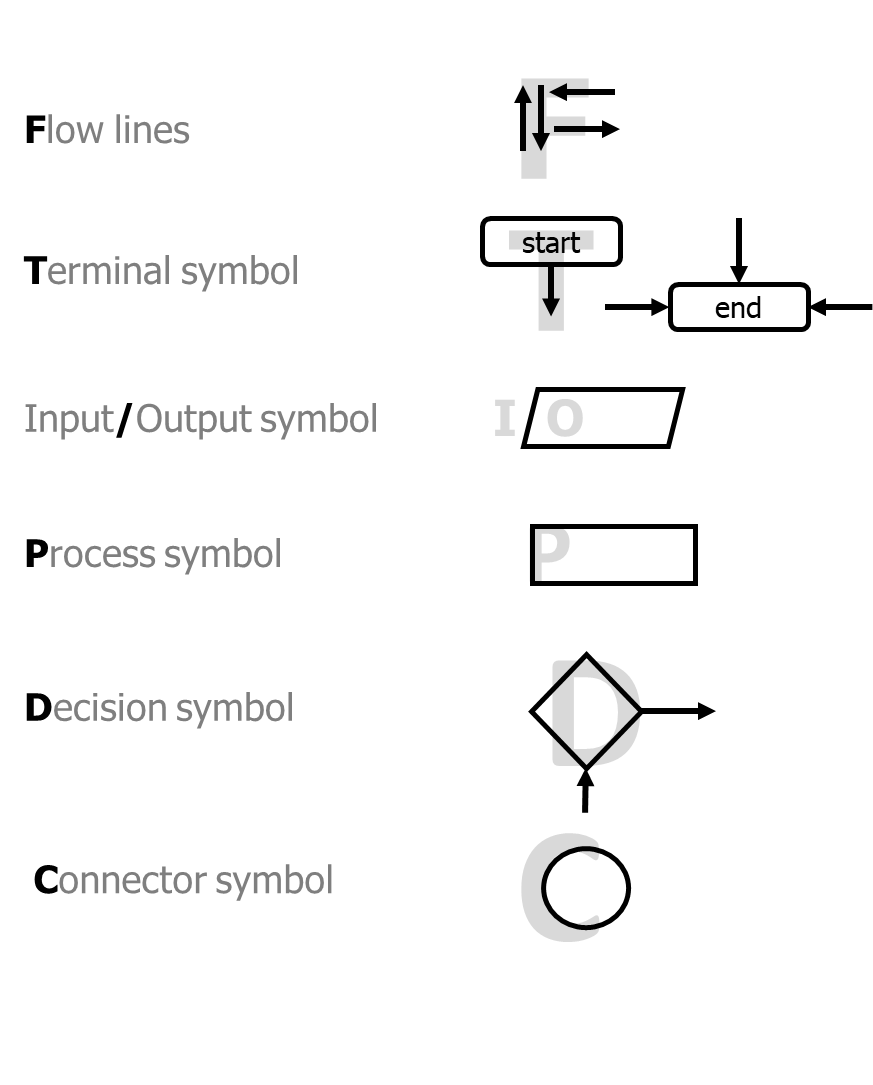 Flow lines
F
Terminal symbol
T
start
end
Input/Output symbol
I O
Process symbol
P
Decision symbol
D
Connector symbol
C